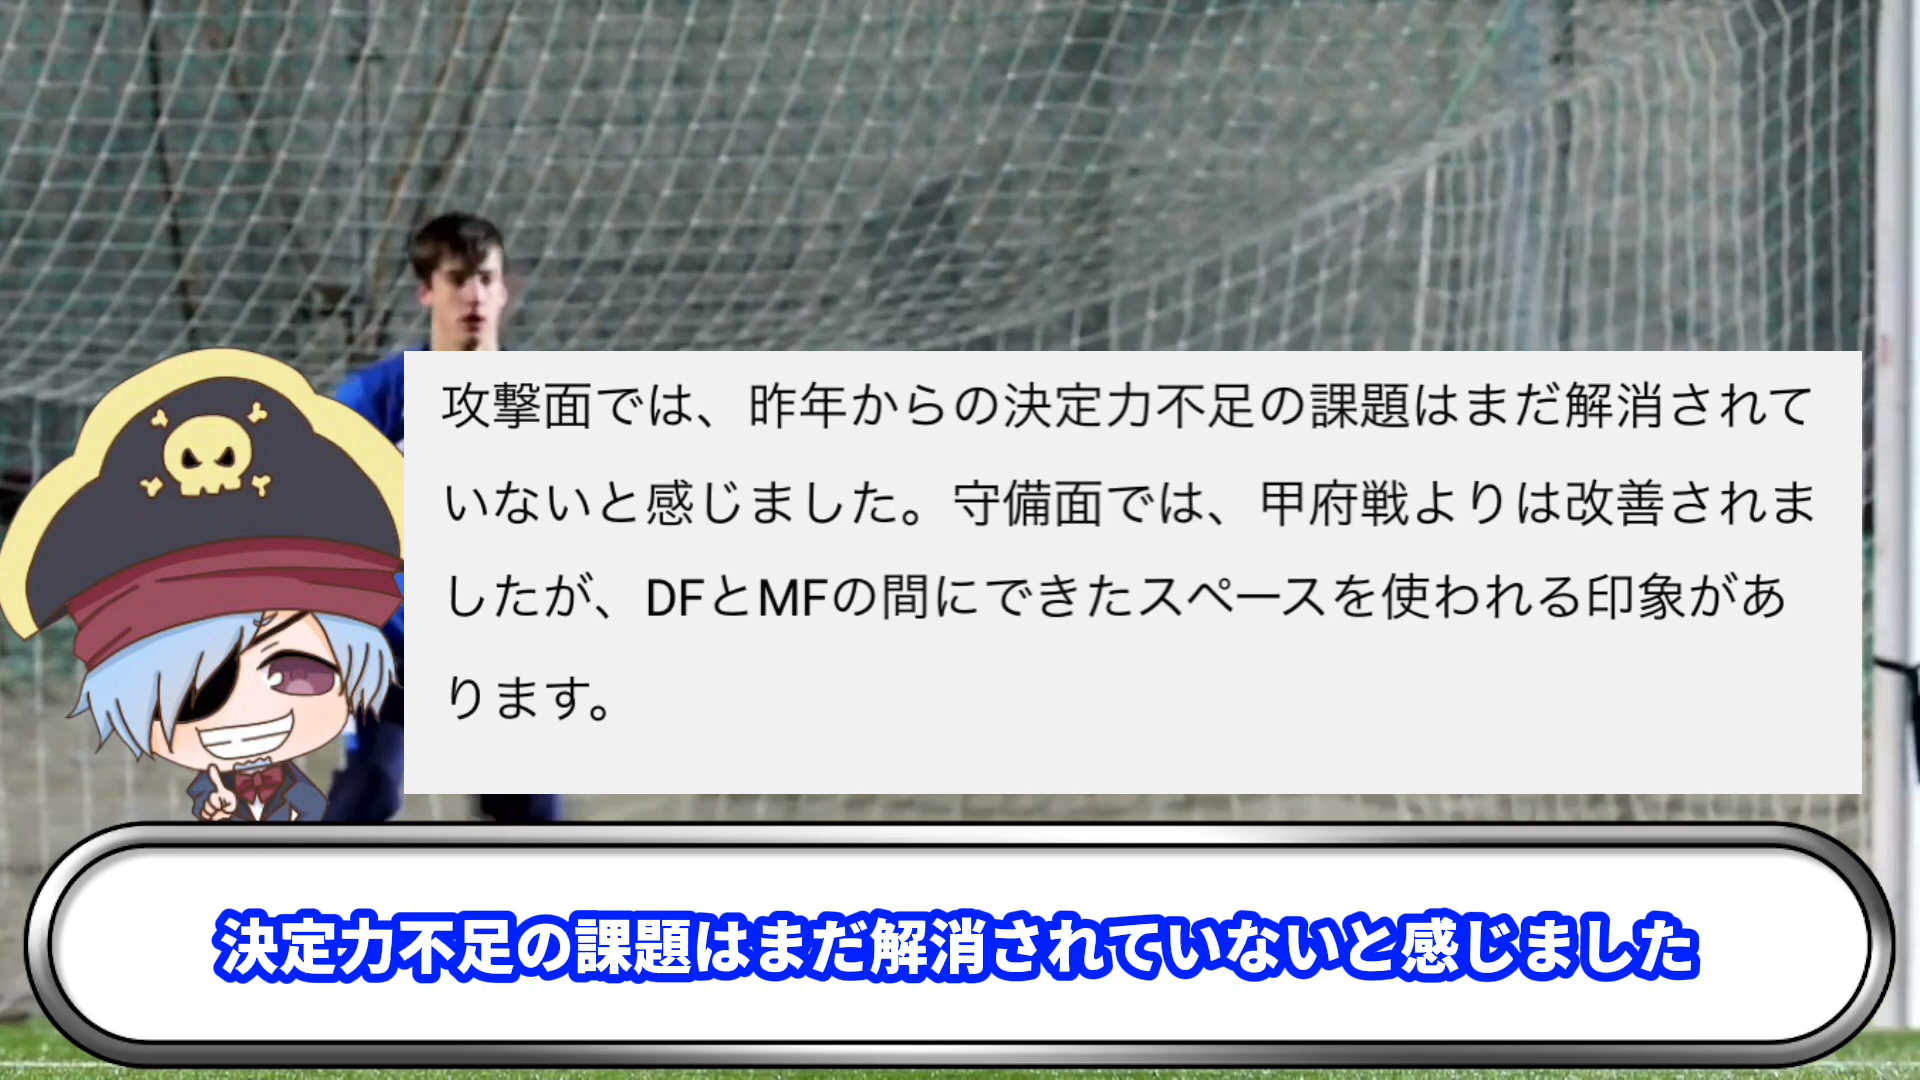 攻撃面では、昨年からの決定力不足の課題はまだ解消されて
いないと感じました。守備面では、甲府戦よりは改善されま
したが、DFとMFの間にできたスペースを使われる印象があ
ります。
決定力不足の課題はまだ解消されていないと感じました